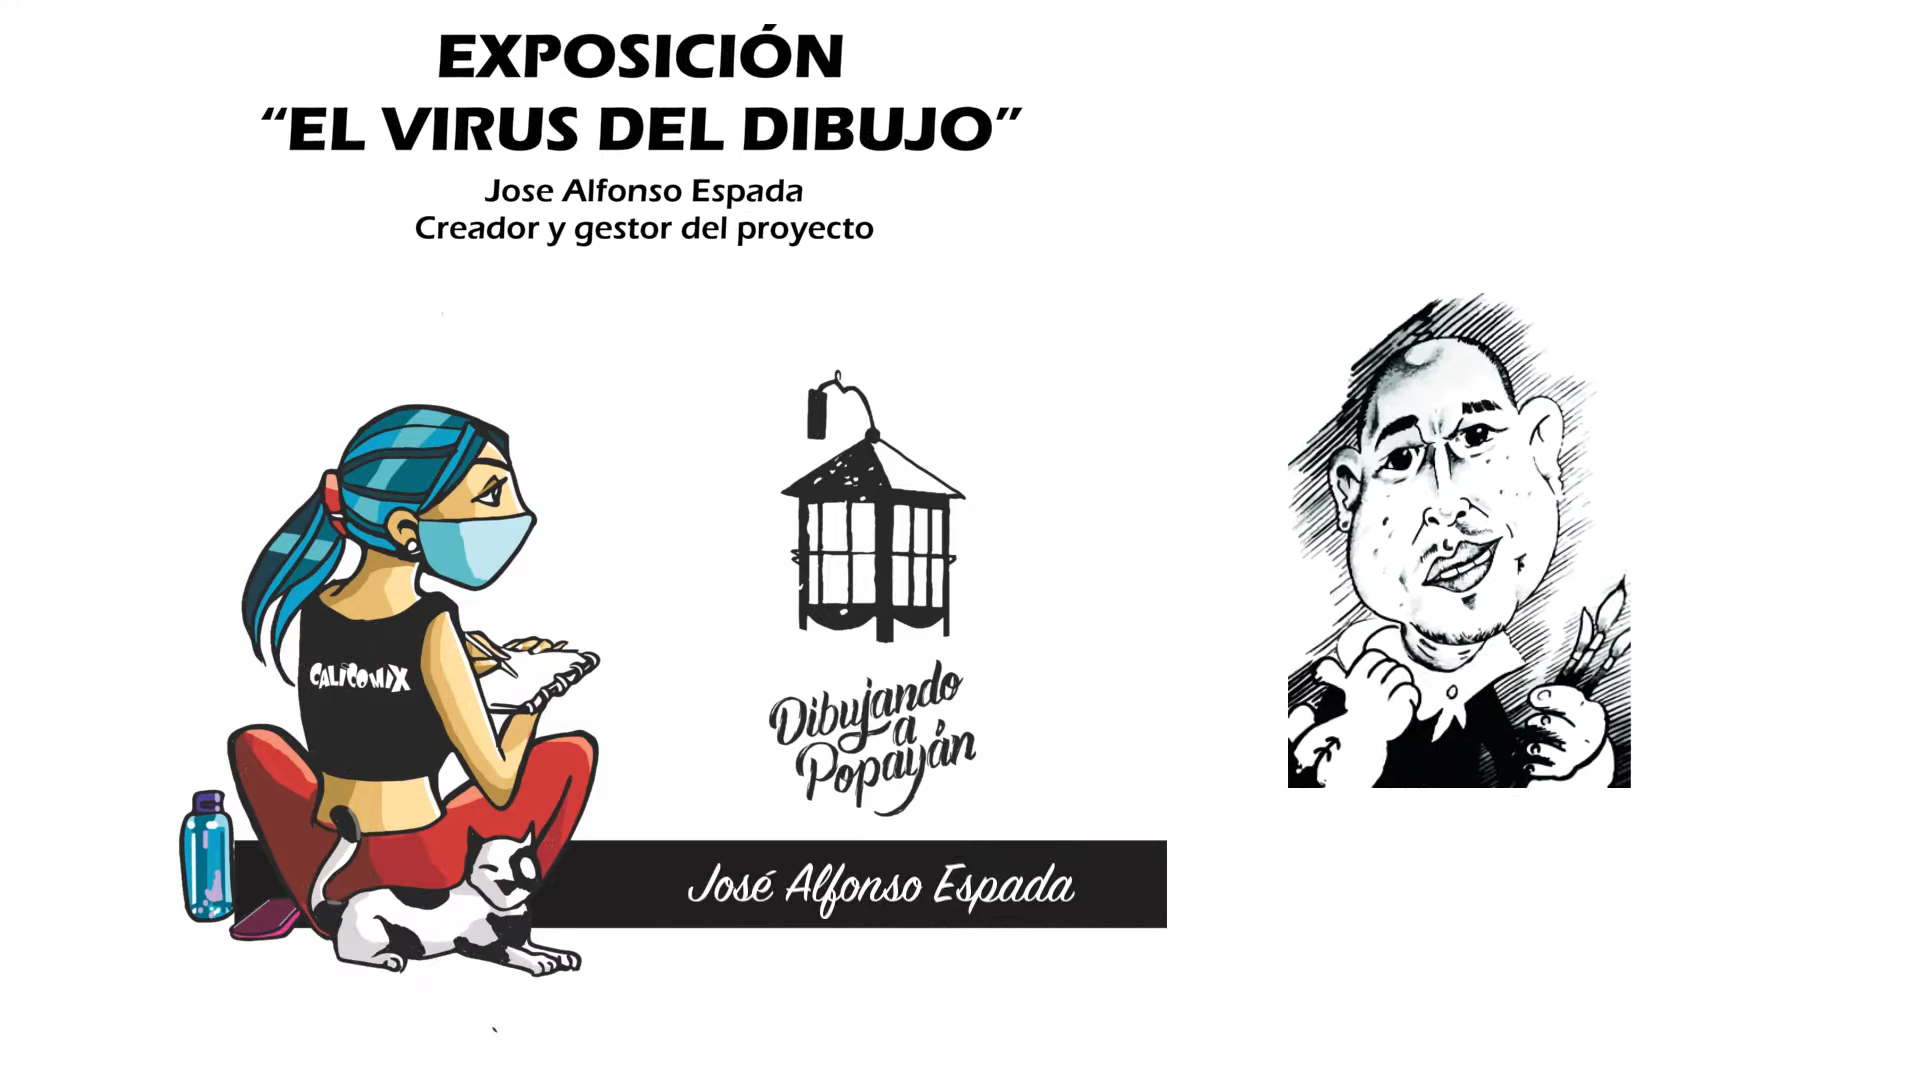 EXPOSICIÓN
“EL VIRUS DEL DIBUJO”
Jose Alfonso Espada
Creador y gestor del proyecto
CALICOMIX
Dibujando
a
Popayán
José Alfonso Espada